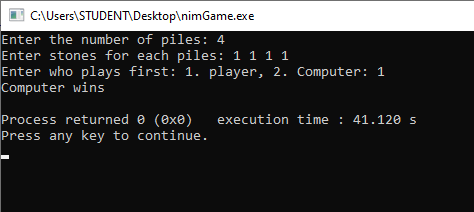 C:\Users\STUDENT\Desktop\nimGame.exe
Enter the number of piles: 4
Enter stones for each piles: 1 1 1 1
Enter who plays first: 1. player, 2. Computer: 1
Computer wins
Process returned 0 (0x0)   execution time : 41.120 s
Press any key to continue.